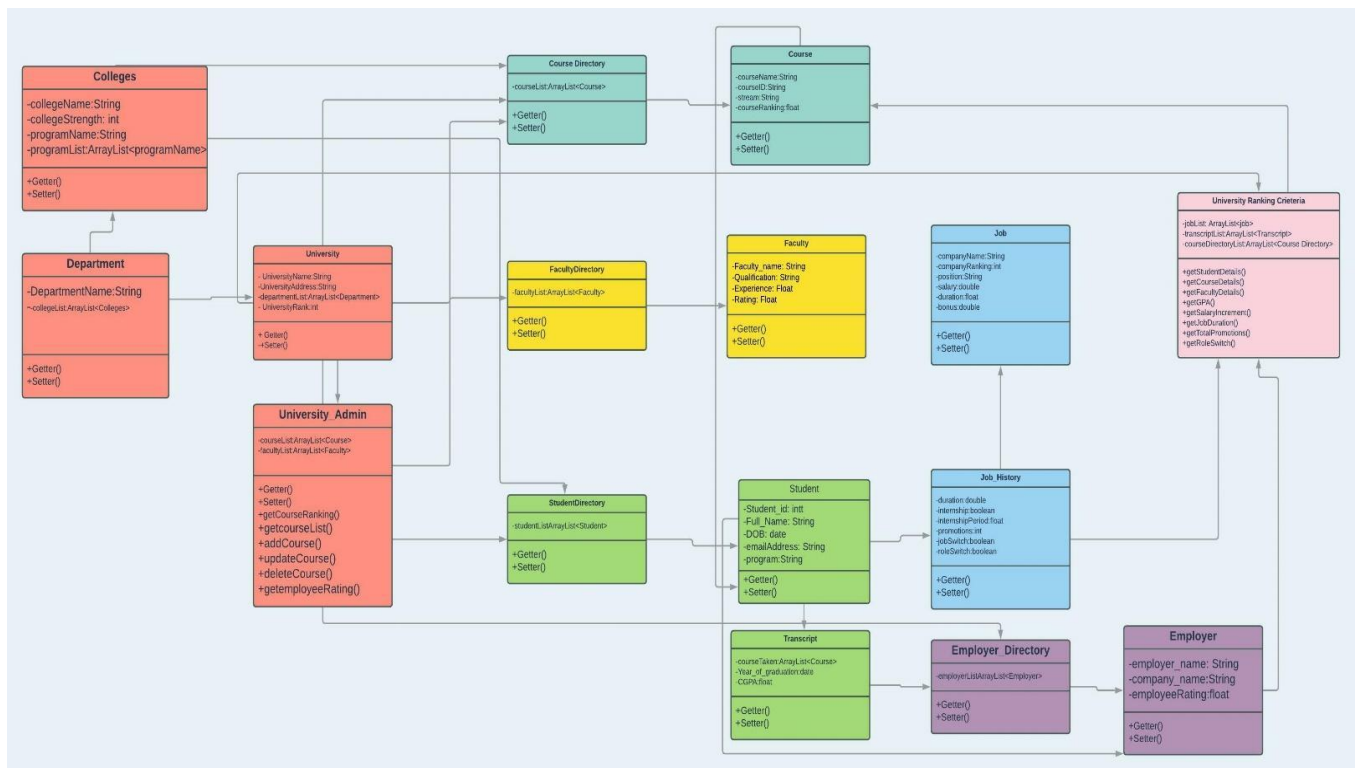 Colleges
-collegeName:String
-collegeStrength: int
-programName:String
-programList:ArrayList<programName>
+Getter()
+Setter()
Course Directory
-courseList:ArrayList<Course>
+Getter()
+Setter()
Course
-courseName:String
-courseID:String
-stream:String
-courseRanking:float
+Getter()
+Setter()
University Ranking Crieteria
-jobList: ArrayList<job>
-transcriptList:ArrayList<Transcript>
-courseDirectoryList:ArrayList<Course Directory>
+getStudentDetails()
+getCourseDetails()
+getFacultyDetails()
+getGPA()
+getSalaryIncrement()
+getJobDuration()
+getTotalPromotions()
+getRoleSwitch()
Department
-DepartmentName:String
~-collegeList:ArrayList<Colleges>
+Getter()
+Setter()
University
- UniversityName:String
-UniversityAddress:String
-departmentList:ArrayList<Department>
- UniversityRank:int
+ Getter()
-+Setter()
FacultyDirectory
-facultyList:ArrayList<Faculty>
+Getter()
+Setter()
Faculty
-Faculty_name: String
-Qualification: String
-Experience: Float
-Rating: Float
+Getter()
+Setter()
Job
-companyName:String
-companyRanking:int
-position:String
-salary:double
-duration:float
-bonus:double
+Getter()
+Setter()
University_Admin
-courseList:ArrayList<Course>
-facultyList:ArrayList<Faculty>
+Getter()
+Setter()
+getCourseRanking()
+getcourseList()
+addCourse()
+updateCourse()
+deleteCourse()
+getemployeeRating()
StudentDirectory
-studentListArrayList<Student>
+Getter()
+Setter()
Student
-Student_id: intt
-Full_Name: String
-DOB: date
-emailAddress: String
-program:String
+Getter()
+Setter()
Job_History
-duration:double
-internship:boolean
-internshipPeriod:float
-promotions:int
-jobSwitch:boolean
-roleSwitch:boolean
+Getter()
+Setter()
Transcript
-courseTaken:ArrayList<Course>
-Year_of_graduation:date
-CGPA:float
+Getter()
+Setter()
Employer_Directory
-employerListArrayList<Employer>
+Getter()
+Setter()
Employer
-employer_name: String
-company_name:String
-employeeRating:float
+Getter()
+Setter()